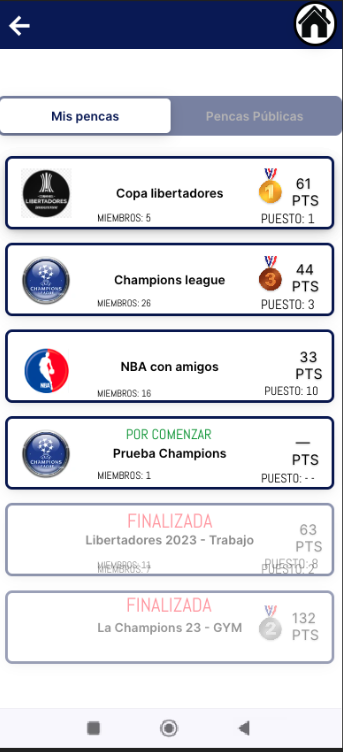 Mis pencas
Pencas Públicas
COPA LIBERTADORES
1
Copa libertadores
61
PTS
MIEMBROS: 5
PUESTO: 1
CHAMPIONS
LEAGUE
3
Champions league
44
PTS
MIEMBROS: 26
PUESTO: 3
NBA
NBA con amigos
33
PTS
MIEMBROS: 16
PUESTO: 10
CHAMPIONS
LEAGUE
POR COMENZAR
Prueba Champions
—
PTS
MIEMBROS: 1
PUESTO: - -
FINALIZADA
Libertadores 2023 - Trabajo
63
PTS
MIEMBROS: 11
PUESTO: 8
MIEMBROS: 7
PUESTO: 2
FINALIZADA
La Champions 23 - GYM
2
132
PTS